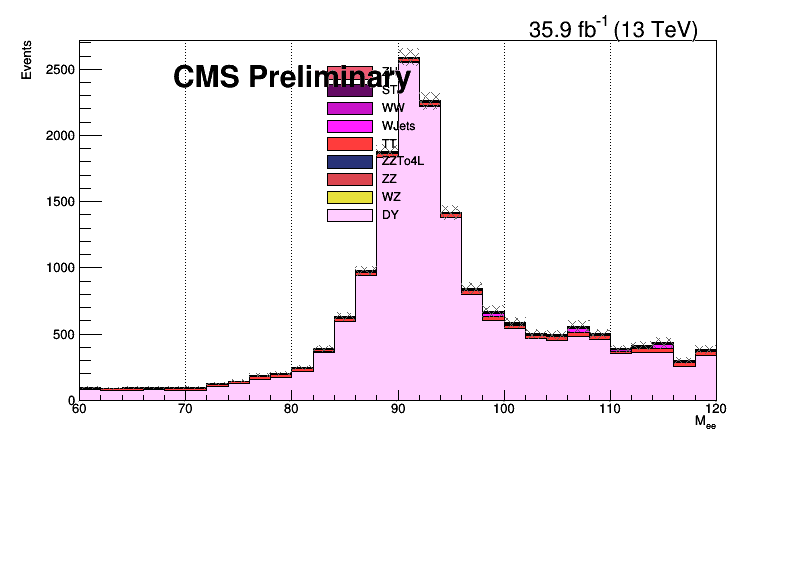 35.9 fb-1 (13 TeV)
Events
CMS Preliminary
ST
WW
WJets
TT
ZZTo4L
ZZ
WZ
DY
2500
2000
1500
1000
500
0
60 70 80 90 100 110 120
Mee